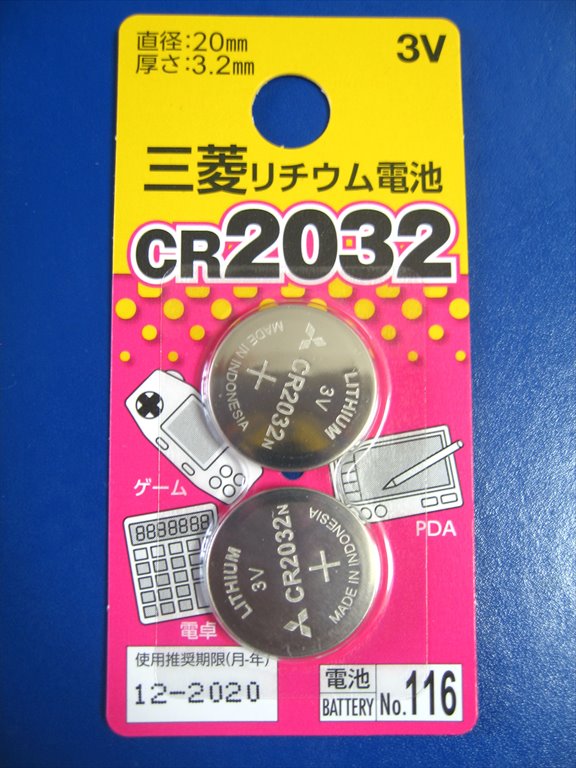 直径:20mm
厚さ:3.2mm
3V
三菱リチウム電池
CR2032
MADE IN INDONESIA
+
CR2032N
3V
LITHIUM
ゲーム
PDA
8888888
電卓
CR2032N
+
MADE IN INDONESIA
3V
LITHIUM
使用推奨期限(月-年)
12-2020
電池
BATTERY No.116